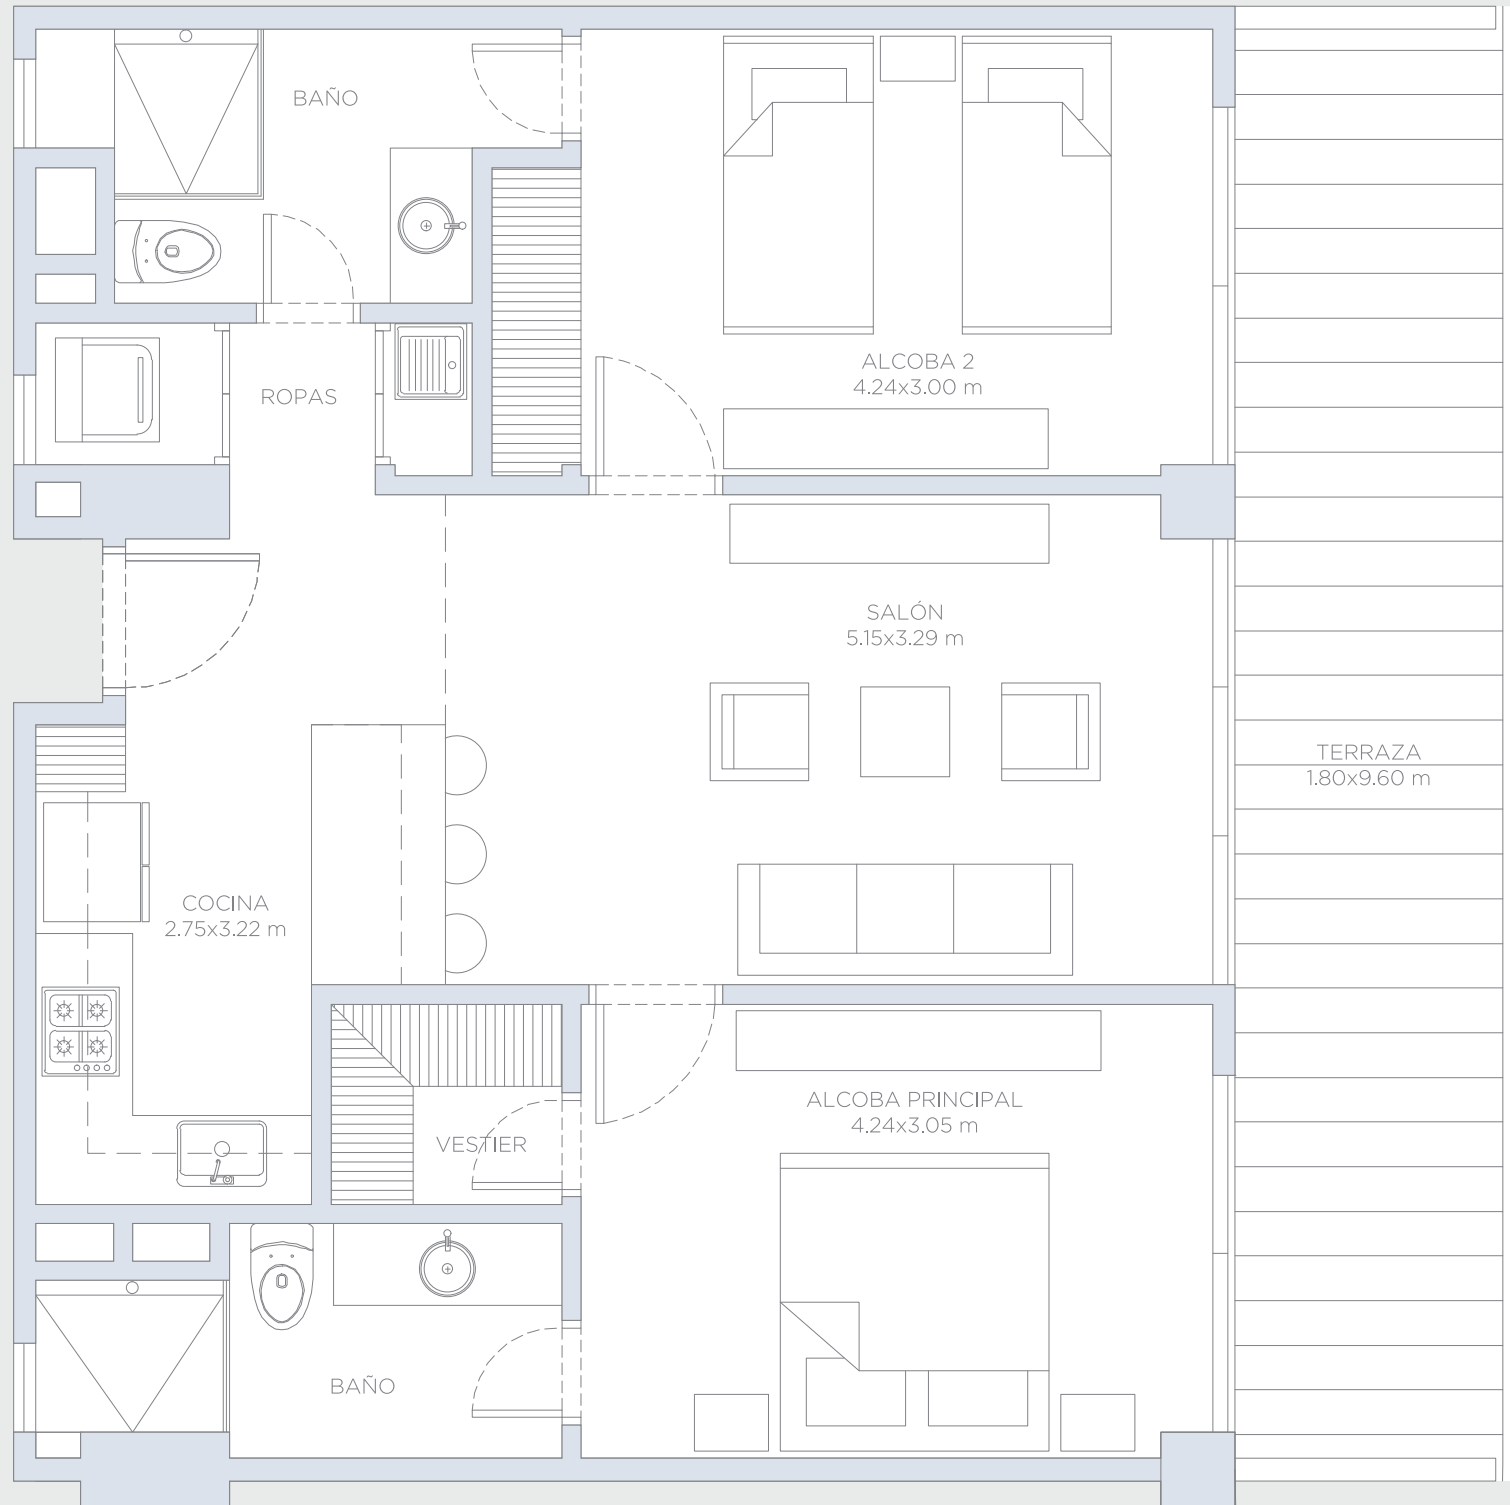 BAÑO
ALCOBA 2
4.24x3.00 m
ROPAS
SALÓN
5.15x3.29 m
TERRAZA
1.80x9.60 m
COCINA
2.75x3.22 m
ALCOBA PRINCIPAL
4.24x3.05 m
VESTIER
BAÑO